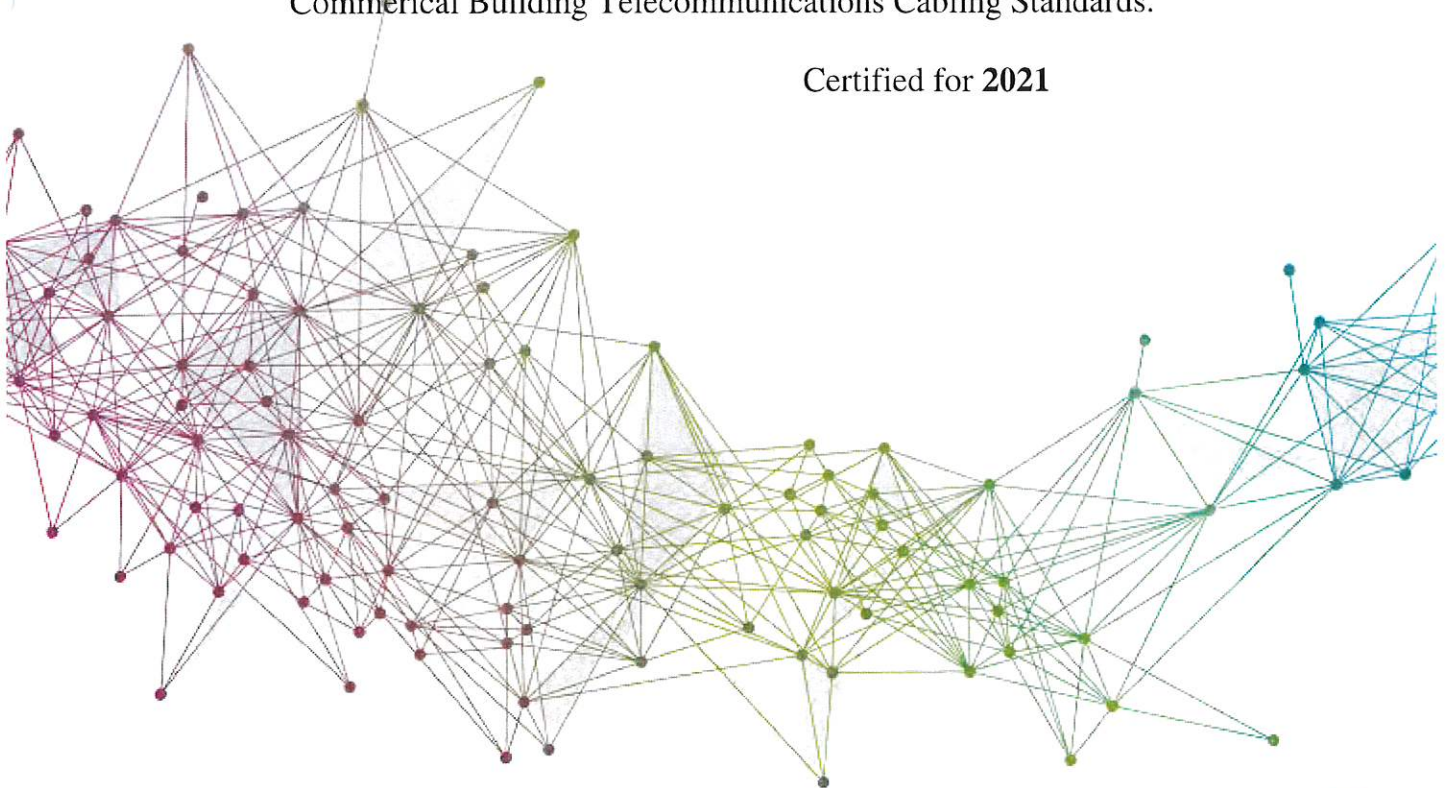 Commerical Building Telecommunications Cabling Standards.
Certified for 2021